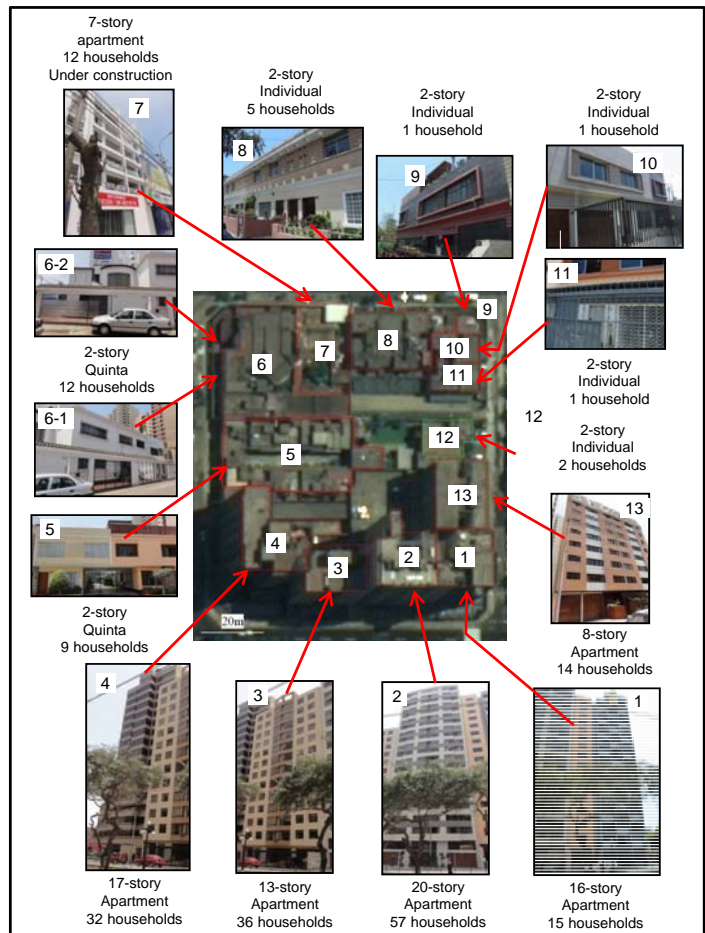 7-story
apartment
12 households
Under construction
7
2-story
Individual
5 households
8
2-story
Individual
1 household
9
2-story
Individual
1 household
10
6-2
2-story
Quinta
12 households
6-1
11
2-story
Individual
1 household
5
2-story
Quinta
9 households
12
2-story
Individual
2 households
13
8-story
Apartment
14 households
9
8
7
6
10
11
12
5
13
4
3
2
1
20m
4
17-story
Apartment
32 households
3
13-story
Apartment
36 households
2
20-story
Apartment
57 households
1
16-story
Apartment
15 households